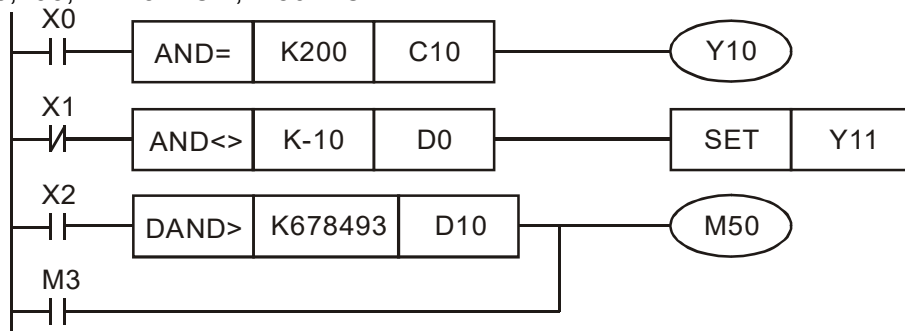 X0
AND= K200 C10 Y10
X1
AND<> K-10 D0 SET Y11
X2
DAND> K678493 D10 M50
M3